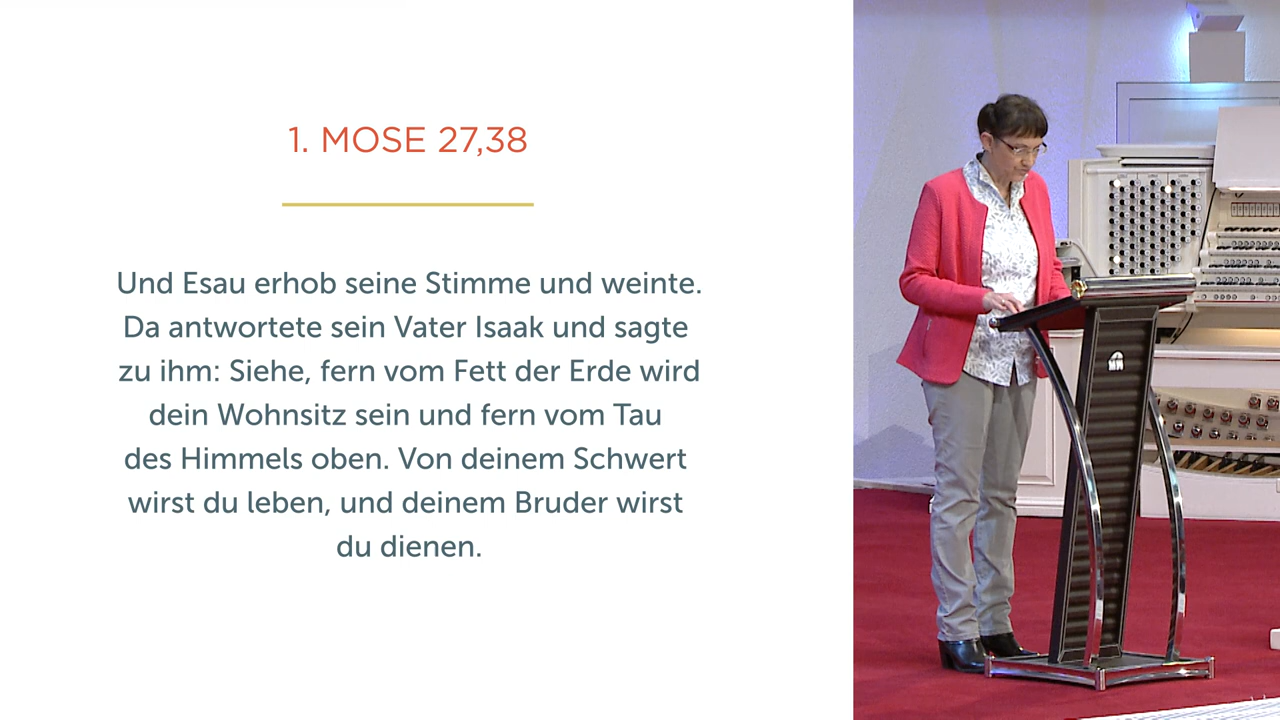 1. MOSE 27,38
Und Esau erhob seine Stimme und weinte.
Da antwortete sein Vater Isaak und sagte
zu ihm: Siehe, fern vom Fett der Erde wird
dein Wohnsitz sein und fern vom Tau
des Himmels oben. Von deinem Schwert
wirst du leben, und deinem Bruder wirst
du dienen.